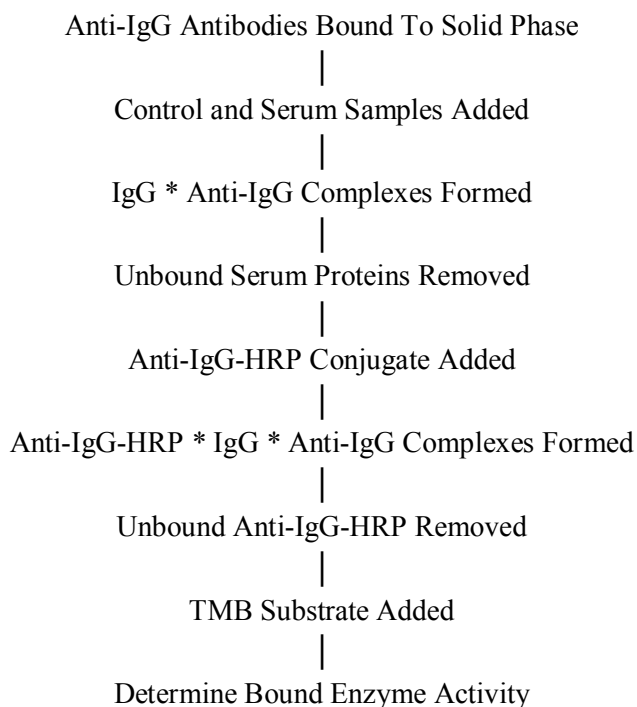 Anti-IgG Antibodies Bound To Solid Phase
Control and Serum Samples Added
IgG * Anti-IgG Complexes Formed
Unbound Serum Proteins Removed
Anti-IgG-HRP Conjugate Added
Anti-IgG-HRP * IgG * Anti-IgG Complexes Formed
Unbound Anti-IgG-HRP Removed
TMB Substrate Added
Determine Bound Enzyme Activity